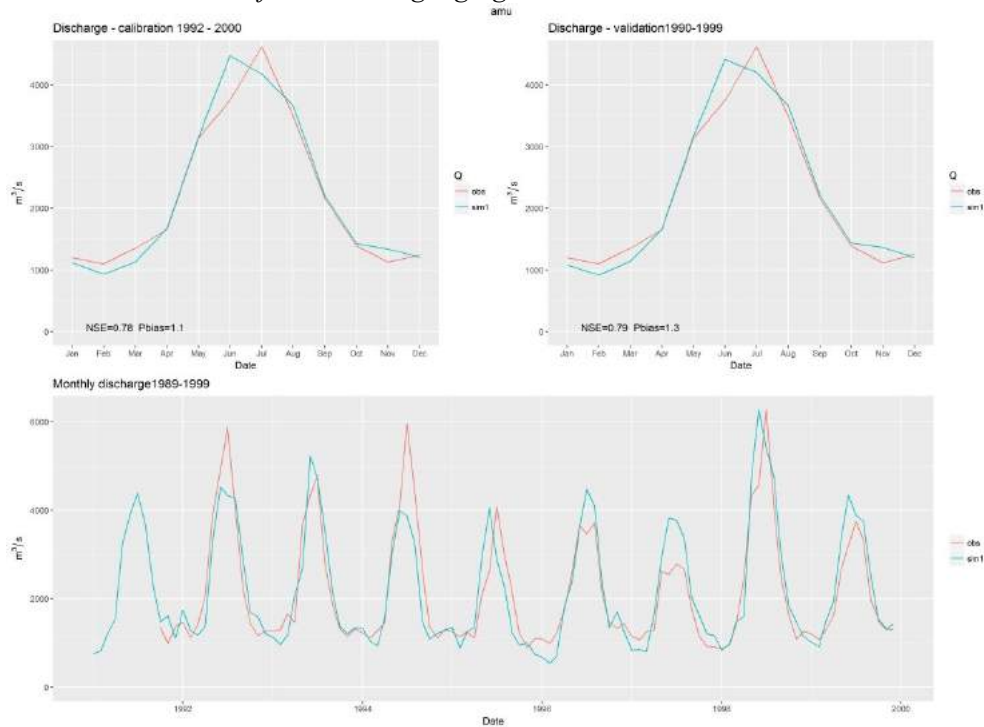 amu
Discharge - calibration 1992 - 2000
4000
3000
2000
1000
0
m³/s
NSE=0.78 Pbias=1.1
Jan Feb Mar Apr May Jun Jul Aug Sep Oct Nov Dec
Date
Q
obs
sim1
Discharge - validation1990-1999
4000
3000
2000
1000
0
m³/s
NSE=0.79 Pbias=1.3
Jan Feb Mar Apr May Jun Jul Aug Sep Oct Nov Dec
Date
Q
obs
sim1
Monthly discharge1989-1999
6000
4000
2000
0
m³/s
1992 1994 1996 1998 2000
Date
obs
sim1